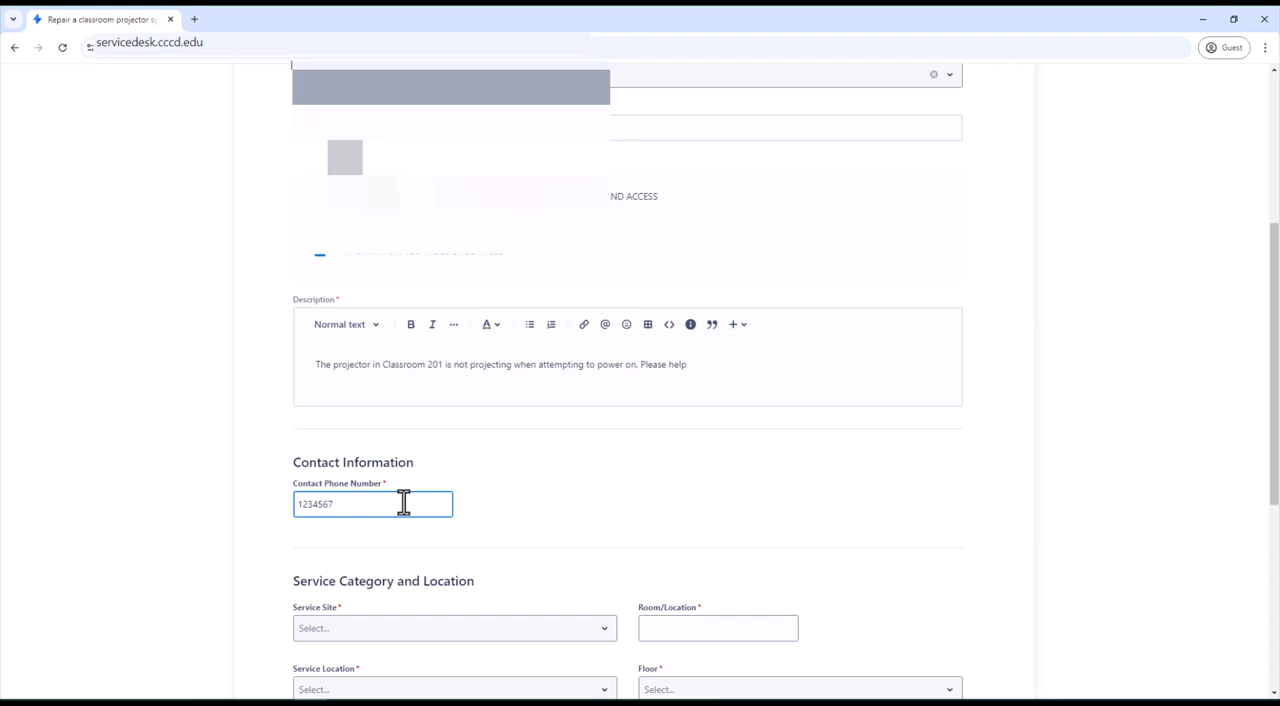 Repair a classroom projector sy
servicedesk.cccd.edu
Guest
ND ACCESS
Description *
Normal text
The projector in Classroom 201 is not projecting when attempting to power on. Please help
Contact Information
Contact Phone Number *
1234567
Service Category and Location
Service Site * Room/Location *
Select...
Service Location * Floor *
Select... Select...